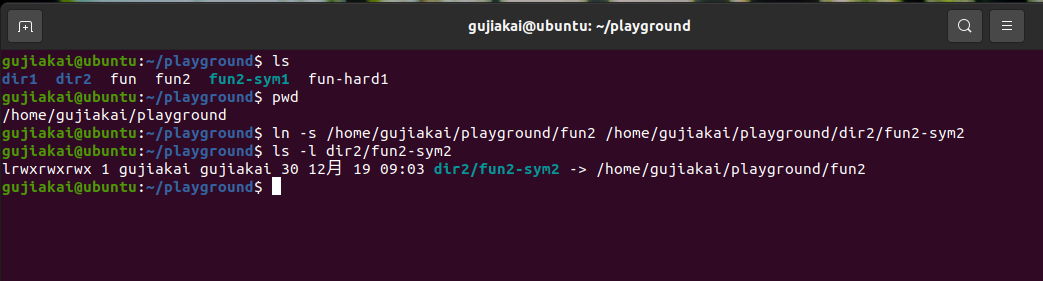 gujiakai@ubuntu: ~/playground
gujiakai@ubuntu:~/playground$ ls
dir1  dir2  fun  fun2  fun2-sym1  fun-hard1
gujiakai@ubuntu:~/playground$ pwd
/home/gujiakai/playground
gujiakai@ubuntu:~/playground$ ln -s /home/gujiakai/playground/fun2 /home/gujiakai/playground/dir2/fun2-sym2
gujiakai@ubuntu:~/playground$ ls -l dir2/fun2-sym2
lrwxrwxrwx 1 gujiakai gujiakai 30 12月 19 09:03 dir2/fun2-sym2 -> /home/gujiakai/playground/fun2
gujiakai@ubuntu:~/playground$